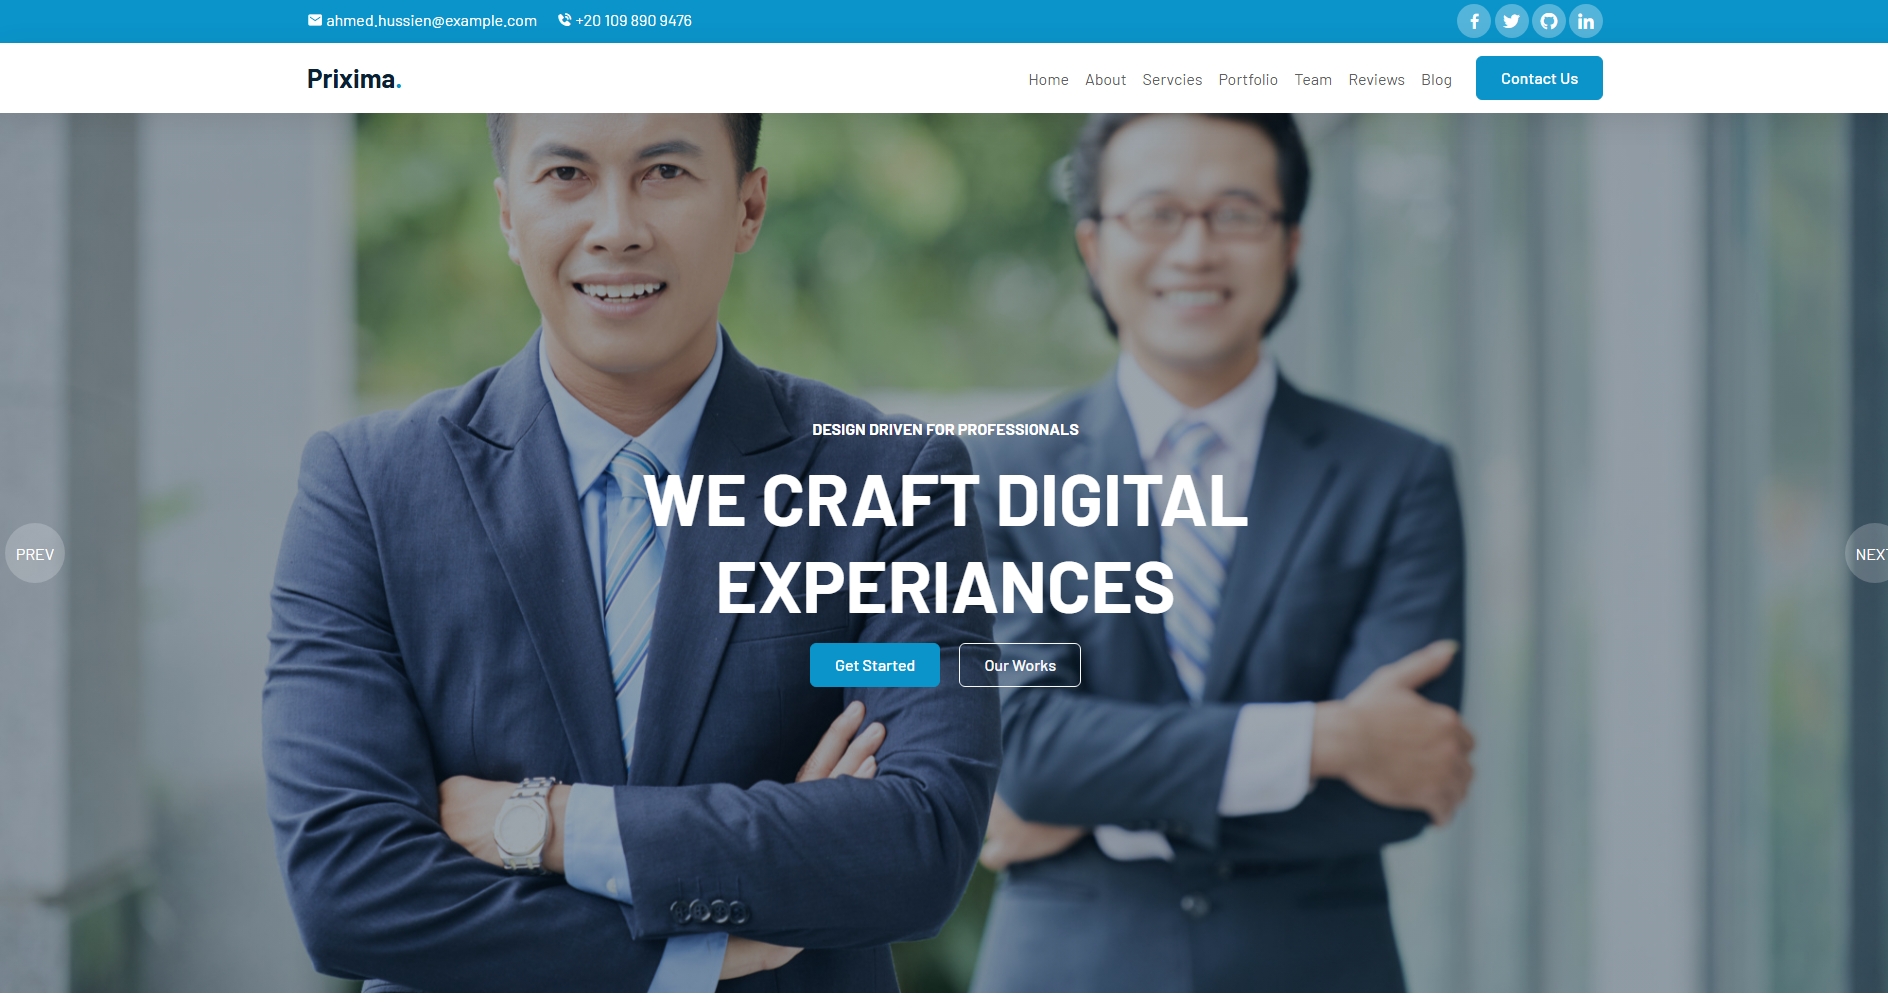 ahmed.hussien@example.com +20 109 890 9476
Prixima.
Home About Servcies Portfolio Team Reviews Blog Contact Us
DESIGN DRIVEN FOR PROFESSIONALS
WE CRAFT DIGITAL
EXPERIANCES
PREV
NEXT
Get Started Our Works